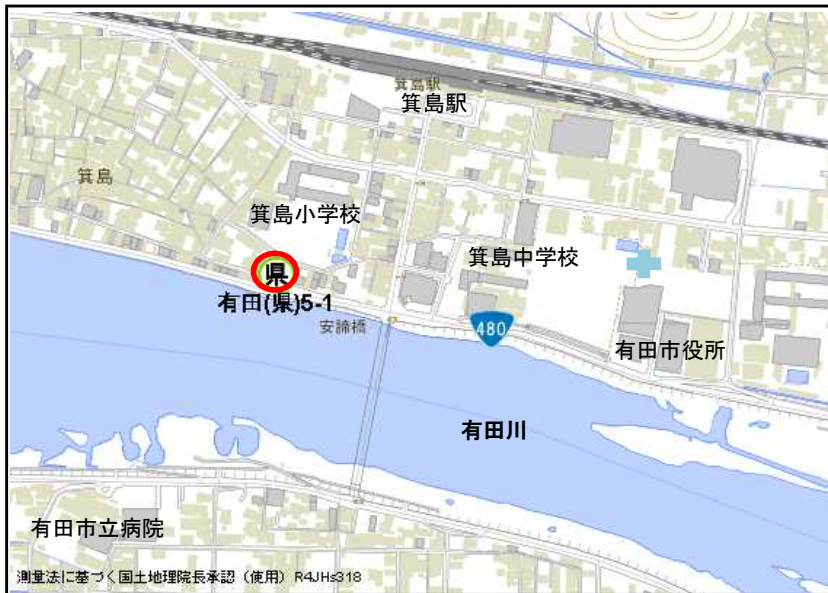 箕島駅
箕島駅
箕島
箕島小学校
箕島中学校
県
有田(県)5-1
安諦橋
480
有田市役所
有田川
有田市立病院
測量法に基づく国土地理院長承認（使用）R4JHs318